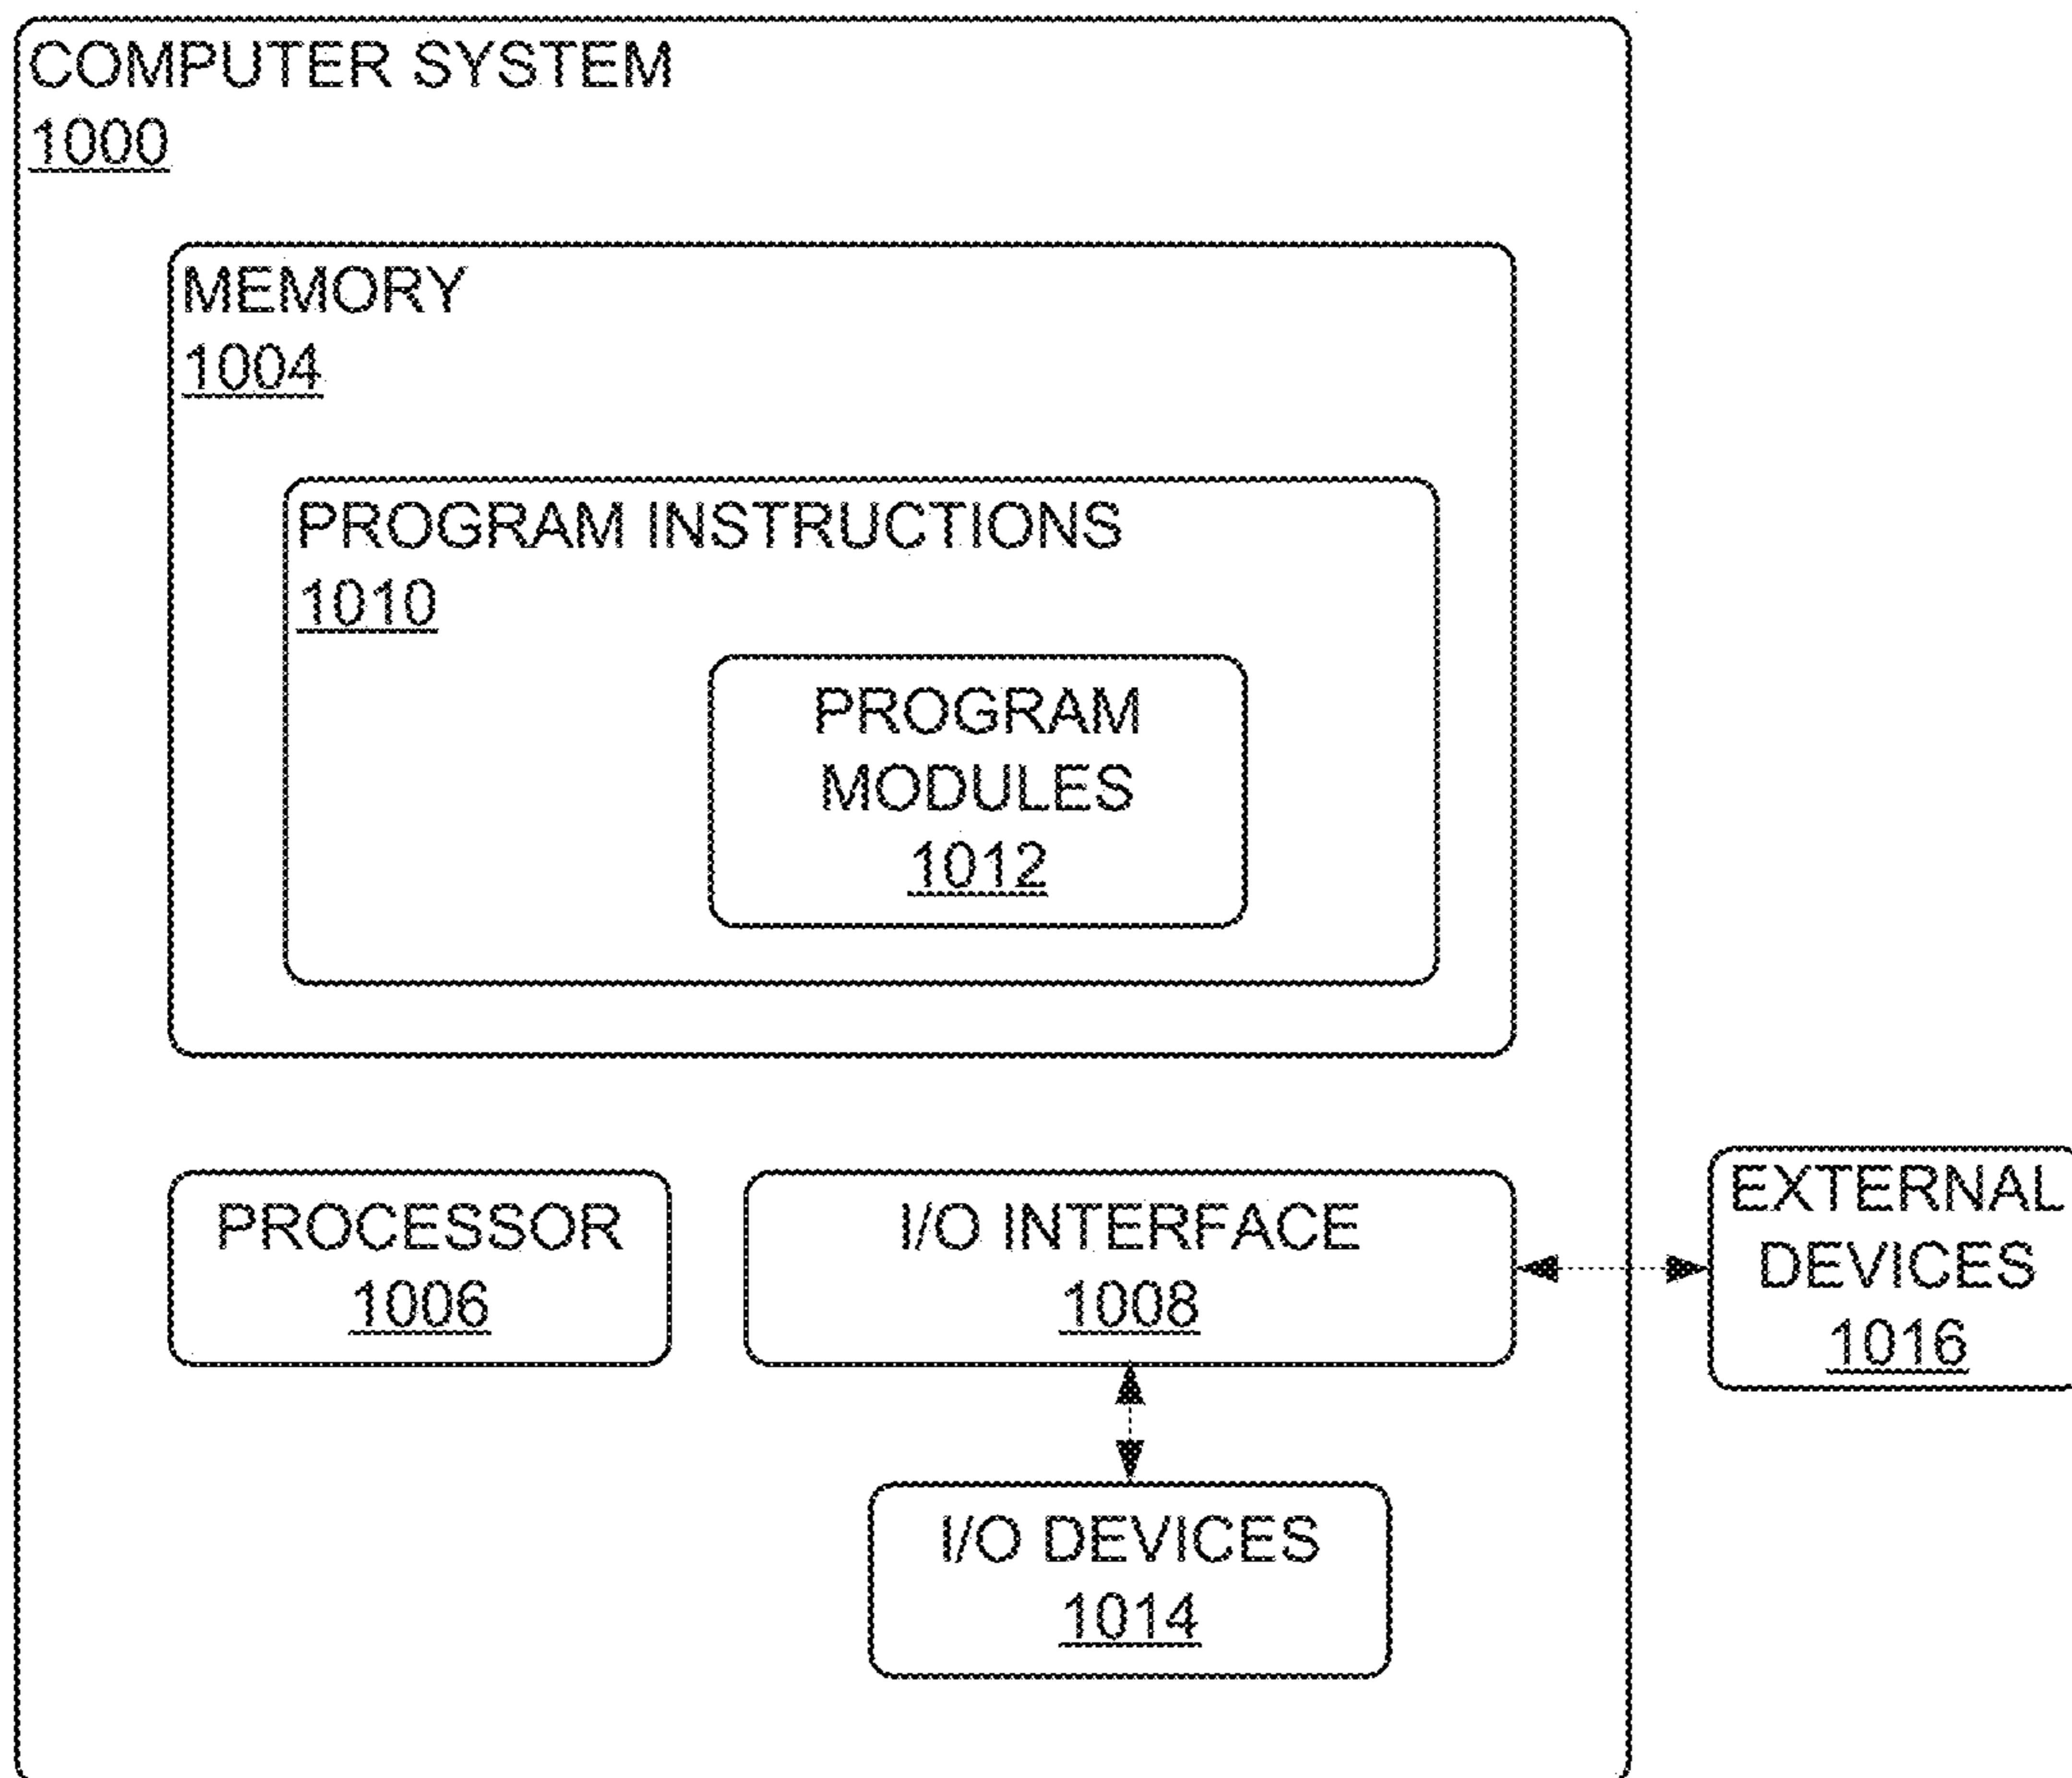 COMPUTER SYSTEM
1000
MEMORY
1004
PROGRAM INSTRUCTIONS
1010
PROGRAM
MODULES
1012
PROCESSOR
1006
I/O INTERFACE
1008
EXTERNAL
DEVICES
1016
I/O DEVICES
1014